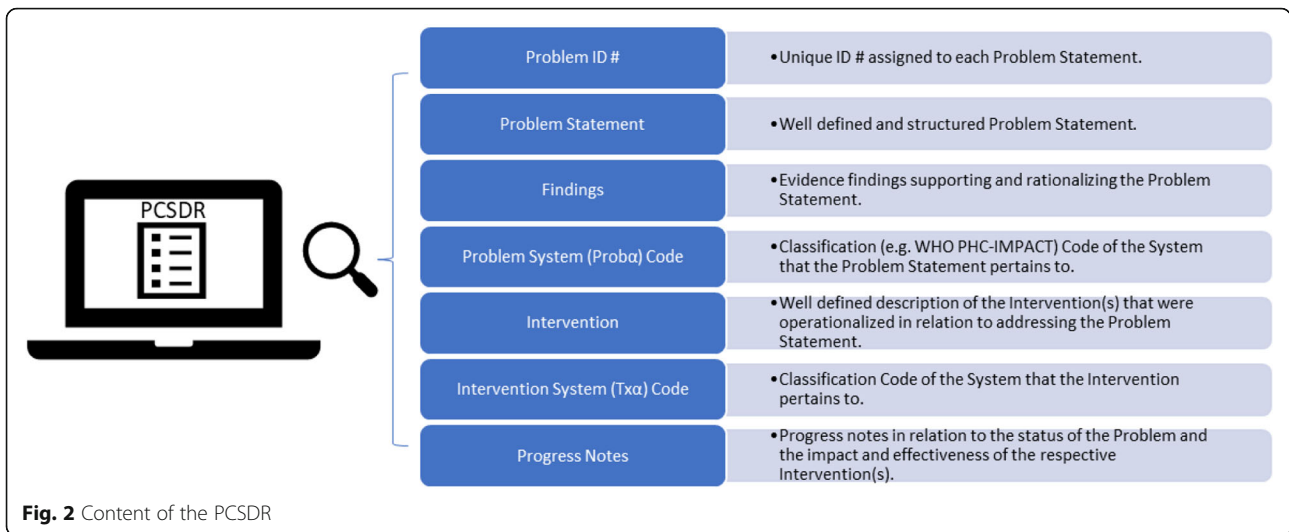 PCSDR
Problem ID #
•Unique ID # assigned to each Problem Statement.
Problem Statement
•Well defined and structured Problem Statement.
Findings
•Evidence findings supporting and rationalizing the Problem
Statement.
Problem System (Probα) Code
•Classification (e.g. WHO PHC-IMPACT) Code of the System
that the Problem Statement pertains to.
Intervention
•Well defined description of the Intervention(s) that were
operationalized in relation to addressing the Problem
Statement.
Intervention System (Txα) Code
•Classification Code of the System that the Intervention
pertains to.
Progress Notes
•Progress notes in relation to the status of the Problem and
the impact and effectiveness of the respective
Intervention(s).
Fig. 2 Content of the PCSDR